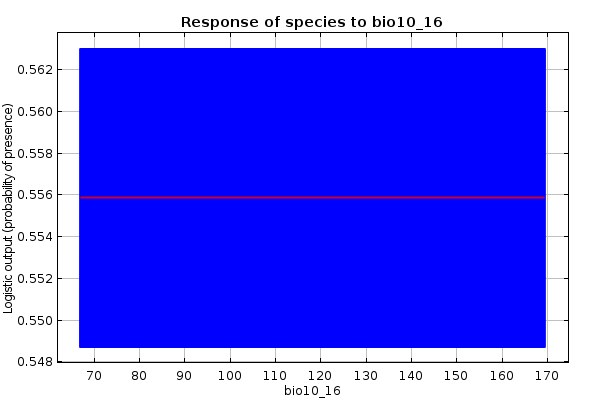 Response of species to bio10_16
Logistic output (probability of presence)
0.562
0.560
0.558
0.556
0.554
0.552
0.550
0.548
70 80 90 100 110 120 130 140 150 160 170
bio10_16